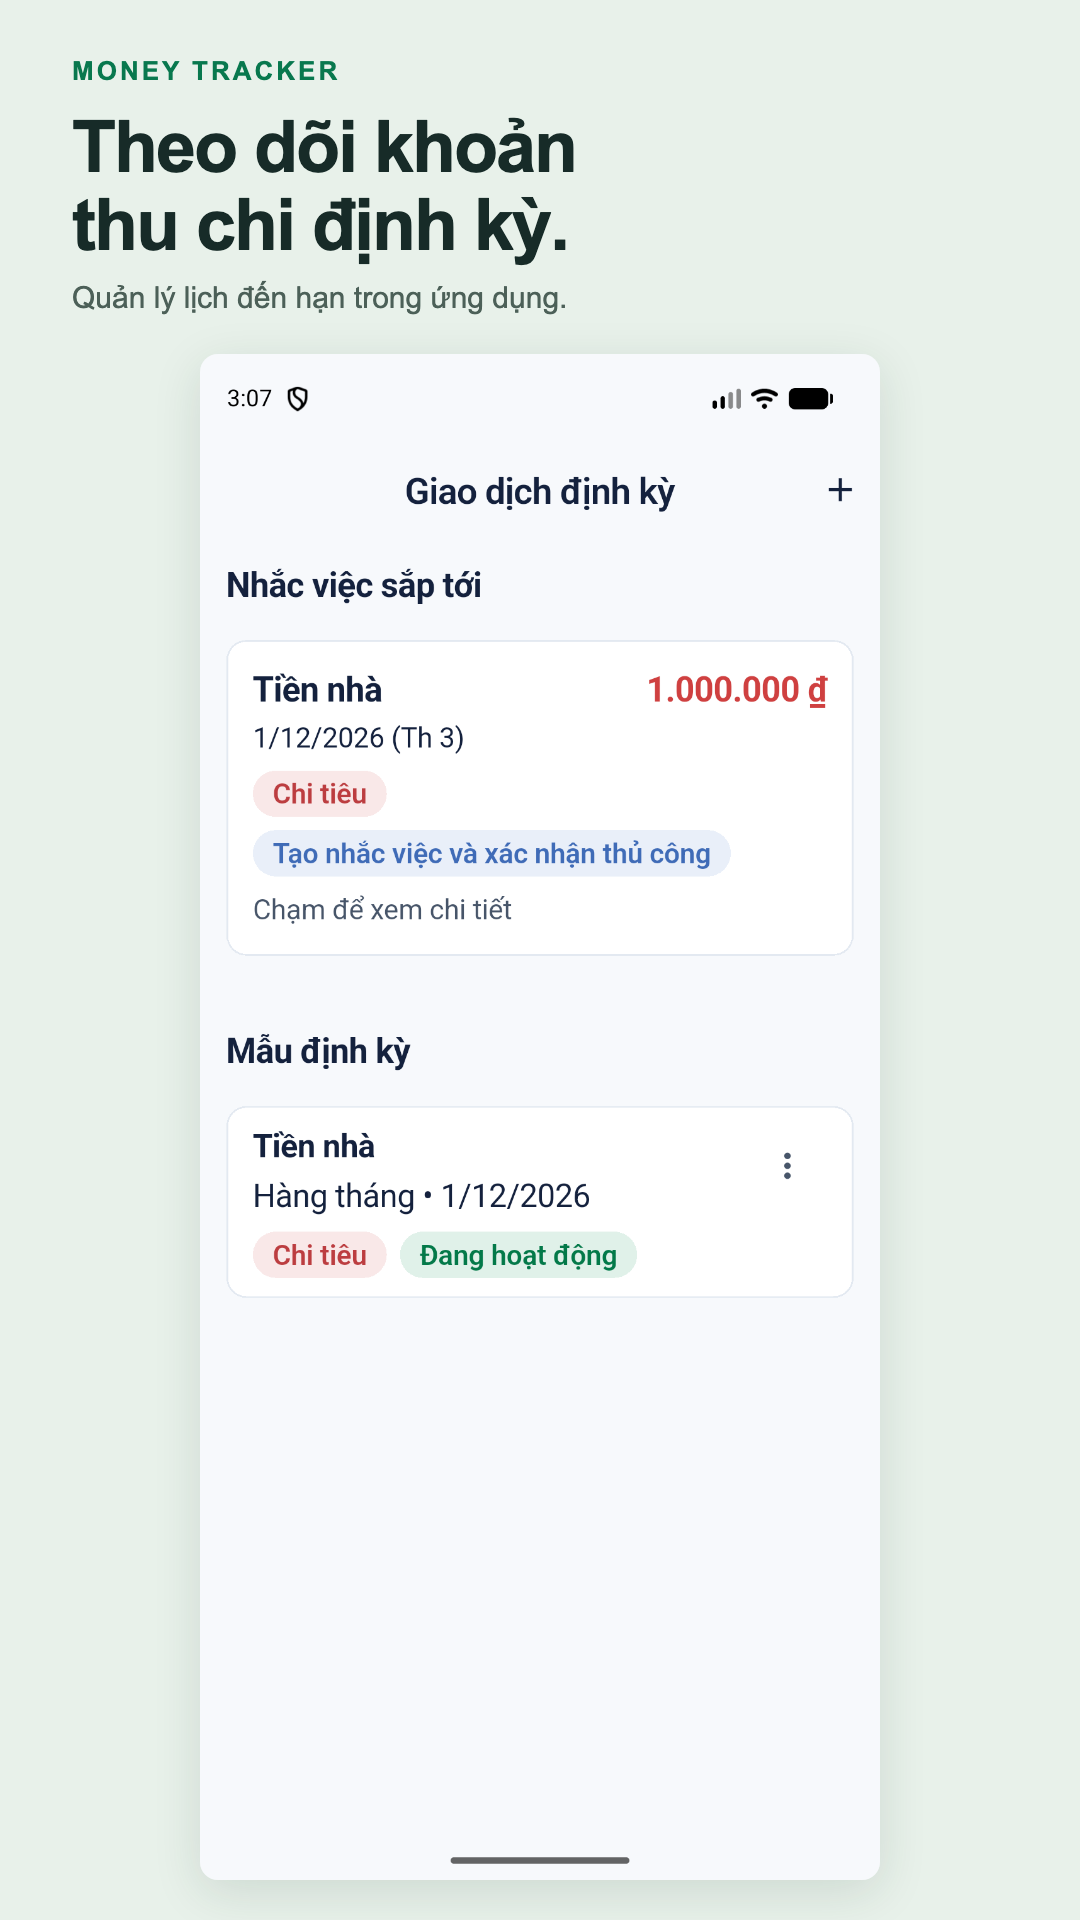 MONEY TRACKER
Theo dõi khoản
thu chi định kỳ.
Quản lý lịch đến hạn trong ứng dụng.
3:07
Giao dịch định kỳ +
Nhắc việc sắp tới
Tiền nhà 1.000.000 ₫
1/12/2026 (Th 3)
Chi tiêu
Tạo nhắc việc và xác nhận thủ công
Chạm để xem chi tiết
Mẫu định kỳ
Tiền nhà
Hàng tháng • 1/12/2026
Chi tiêu Đang hoạt động